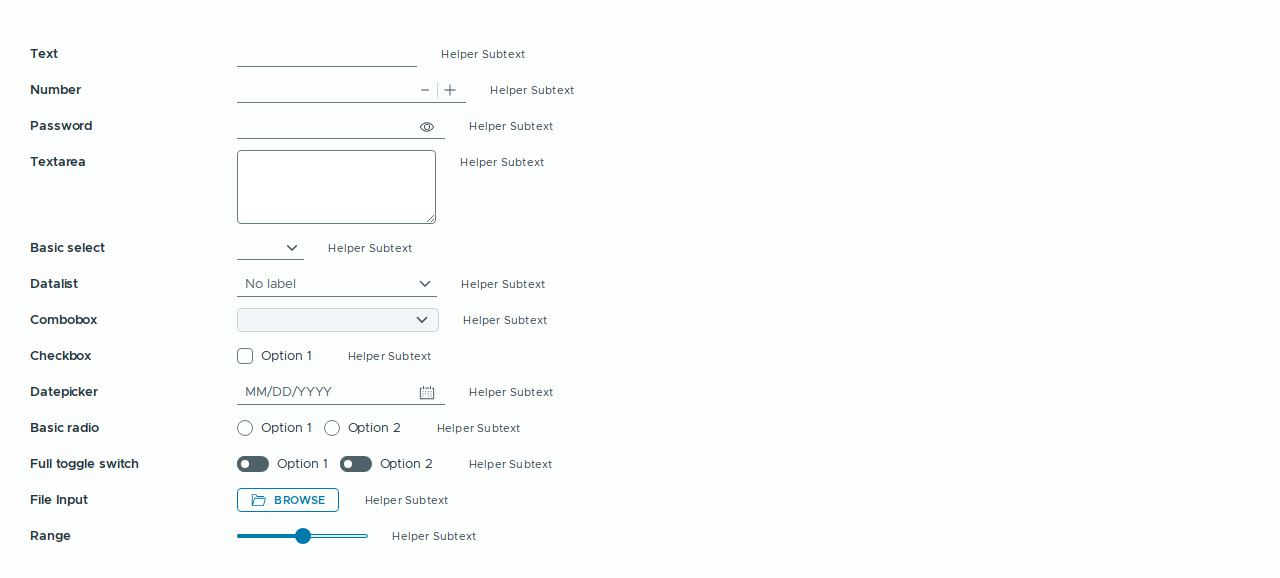 Text Helper Subtext
Number Helper Subtext
Password Helper Subtext
Textarea Helper Subtext
Basic select Helper Subtext
Datalist No label Helper Subtext
Combobox Helper Subtext
Checkbox Option 1 Helper Subtext
Datepicker MM/DD/YYYY Helper Subtext
Basic radio Option 1 Option 2 Helper Subtext
Full toggle switch Option 1 Option 2 Helper Subtext
File Input BROWSE Helper Subtext
Range Helper Subtext